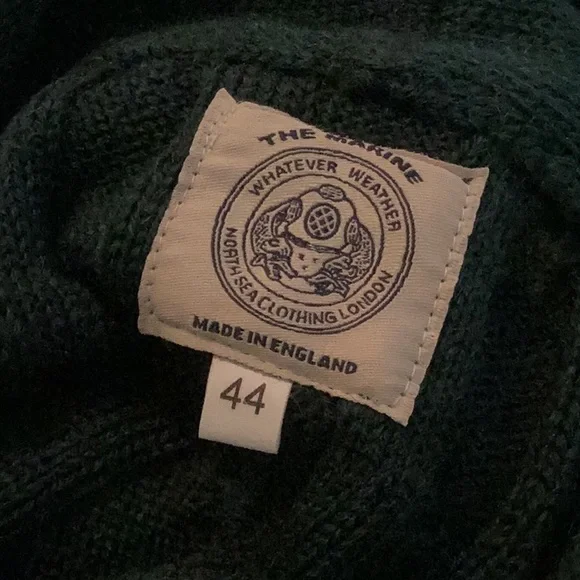 THE MARINE
WHATEVER WEATHER
NORTH SEA CLOTHING LONDON
MADE IN ENGLAND
44